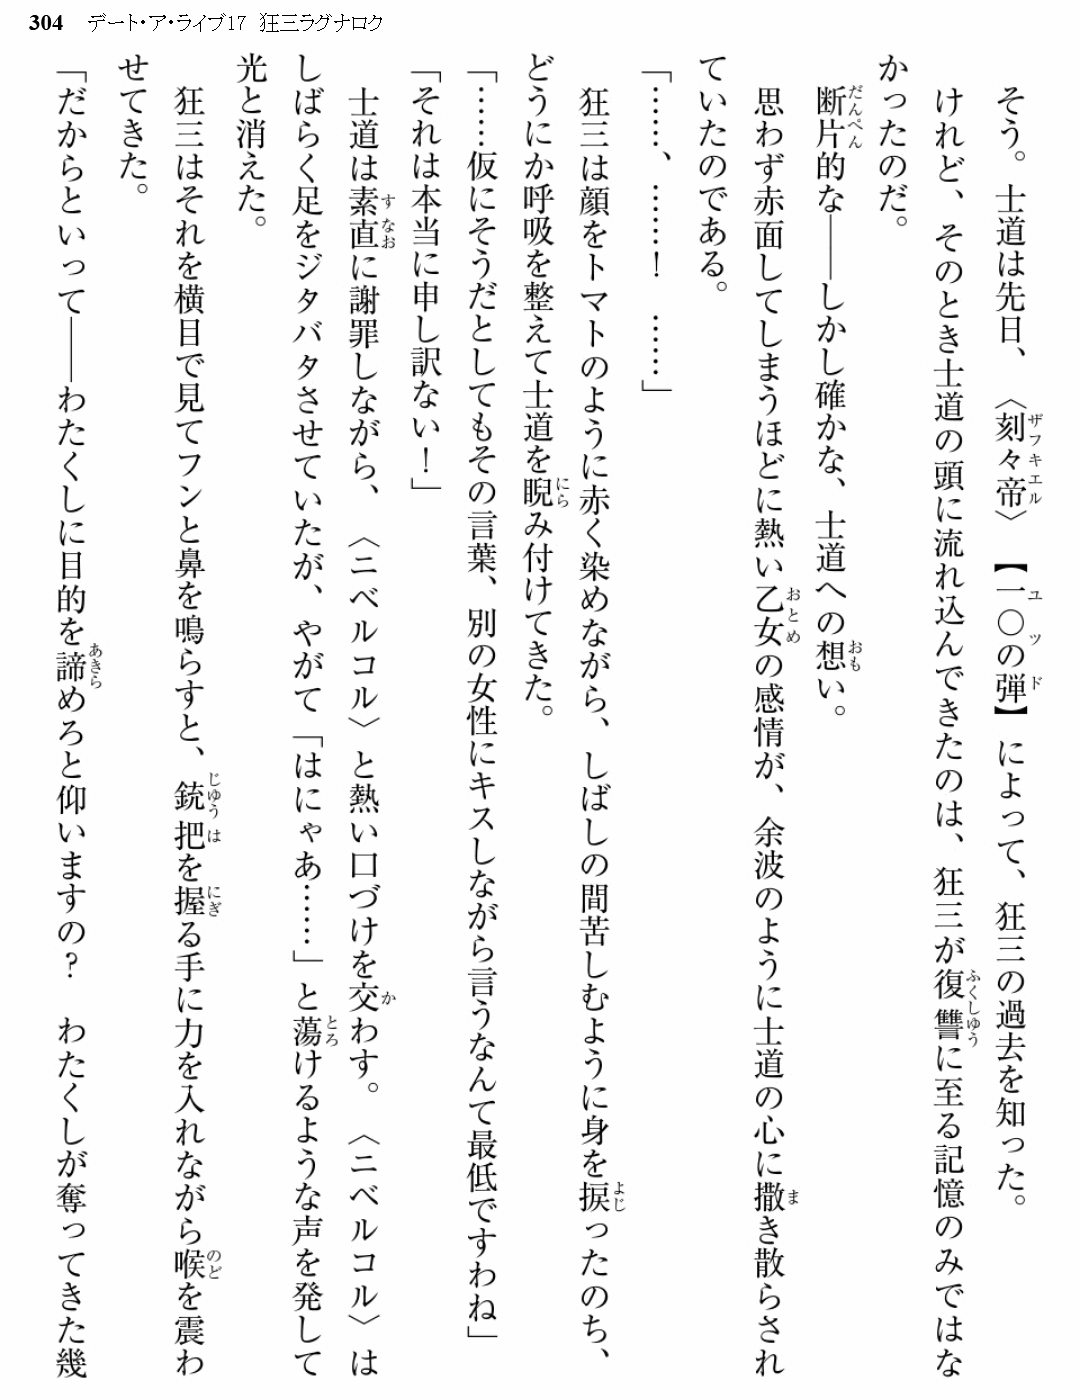 304 デート・ア・ライブ17 狂三ラグナロク
そう。士道は先日、〈刻々帝〉【一〇の弾】によって、狂三の過去を知った。
けれど、そのとき士道の頭に流れ込んできたのは、狂三が復讐に至る記憶のみではな
かったのだ。
断片的な――しかし確かな、士道への想い。
思わず赤面してしまうほどに熱い乙女の感情が、余波のように士道の心に撒き散らされ
ていたのである。
「……、……！　……」
狂三は顔をトマトのように赤く染めながら、しばしの間苦しむように身を捩ったのち、
どうにか呼吸を整えて士道を睨み付けてきた。
「……仮にそうだとしてもその言葉、別の女性にキスしながら言うなんて最低ですわね」
「それは本当に申し訳ない！」
士道は素直に謝罪しながら、〈ニベルコル〉と熱い口づけを交わす。〈ニベルコル〉は
しばらく足をジタバタさせていたが、やがて「はにゃあ……」と蕩けるような声を発して
光と消えた。
狂三はそれを横目で見てフンと鼻を鳴らすと、銃把を握る手に力を入れながら喉を震わ
せてきた。
「だからといって――わたくしに目的を諦めろと仰いますの？　わたくしが奪ってきた幾